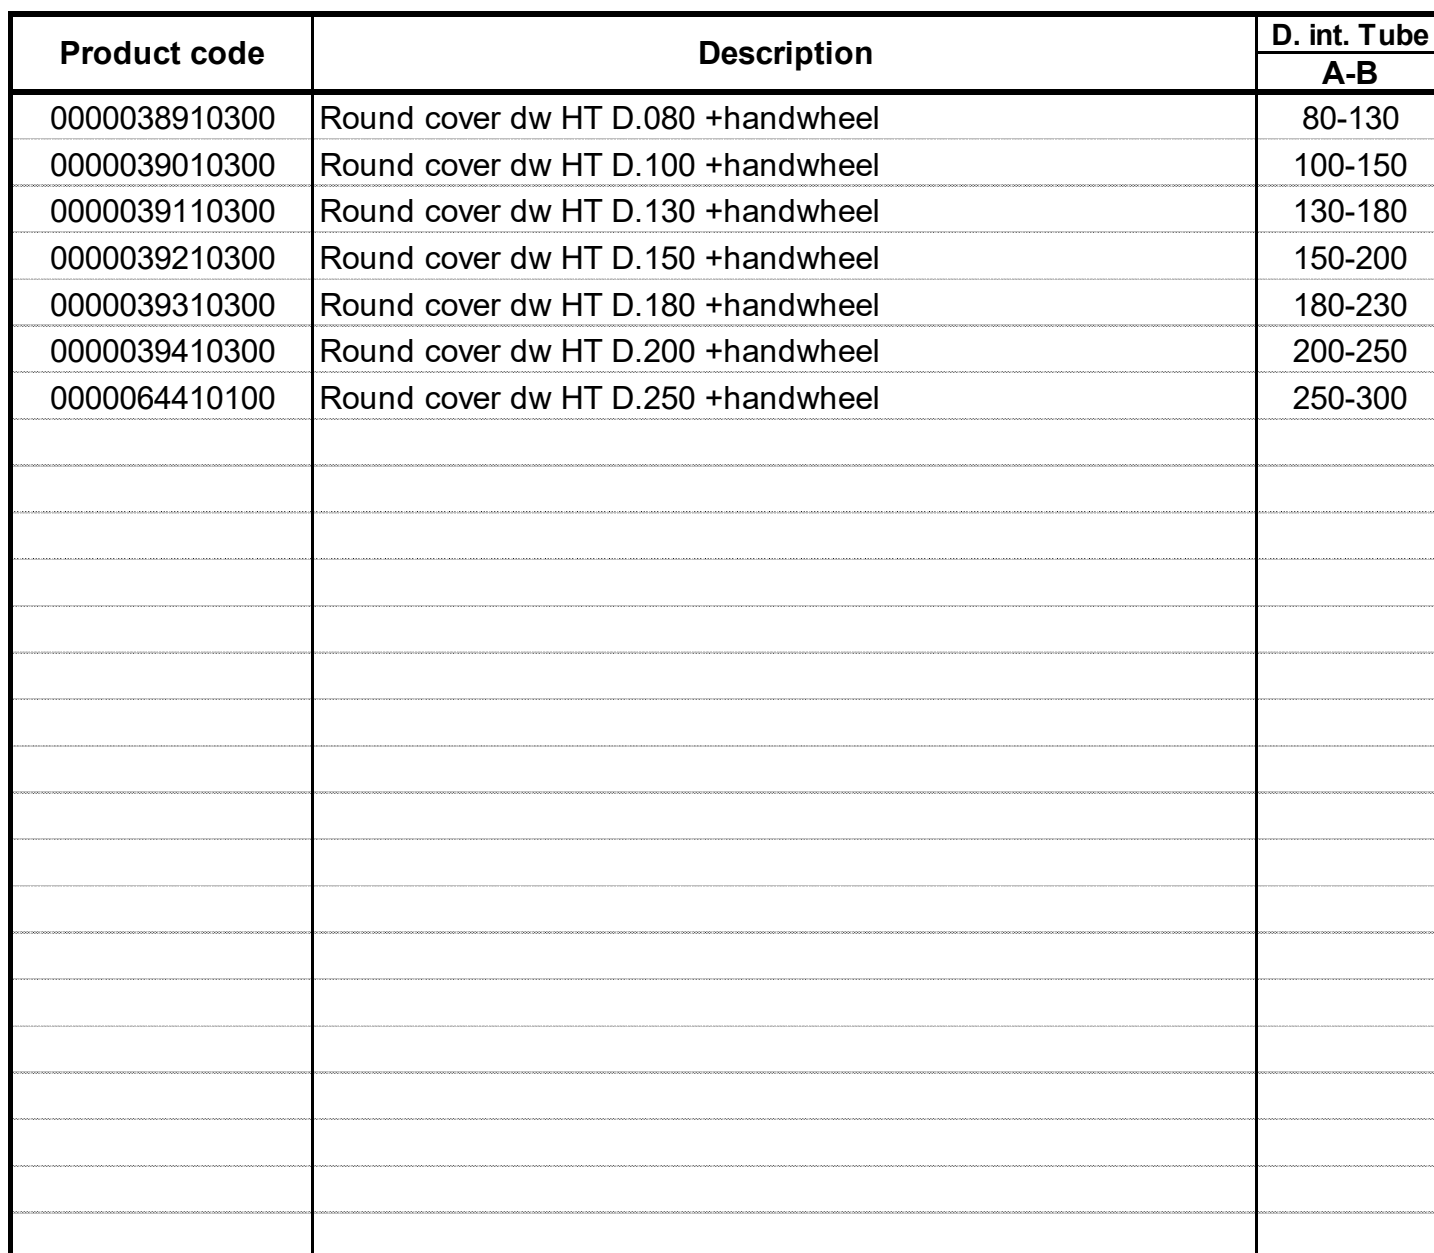 Product code Description D. int. Tube
A-B
0000038910300 Round cover dw HT D.080 +handwheel 80-130
0000039010300 Round cover dw HT D.100 +handwheel 100-150
0000039110300 Round cover dw HT D.130 +handwheel 130-180
0000039210300 Round cover dw HT D.150 +handwheel 150-200
0000039310300 Round cover dw HT D.180 +handwheel 180-230
0000039410300 Round cover dw HT D.200 +handwheel 200-250
0000064410100 Round cover dw HT D.250 +handwheel 250-300